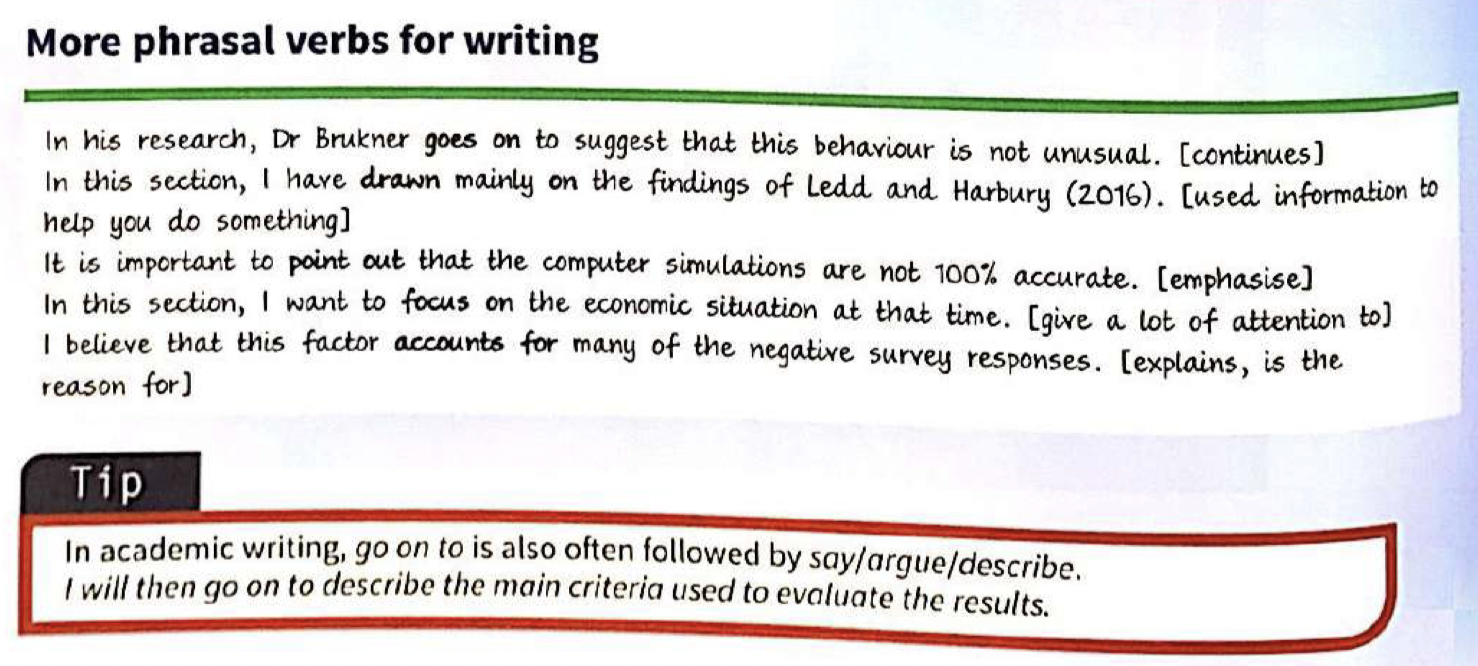 More phrasal verbs for writing
In his research, Dr Brukner goes on to suggest that this behaviour is not unusual. [continues]
In this section, I have drawn mainly on the findings of Ledd and Harbury (2016). [used information to
help you do something]
It is important to point out that the computer simulations are not 100% accurate. [emphasise]
In this section, I want to focus on the economic situation at that time. [give a lot of attention to]
I believe that this factor accounts for many of the negative survey responses. [explains, is the
reason for]
Tip
In academic writing, go on to is also often followed by say/argue/describe.
I will then go on to describe the main criteria used to evaluate the results.